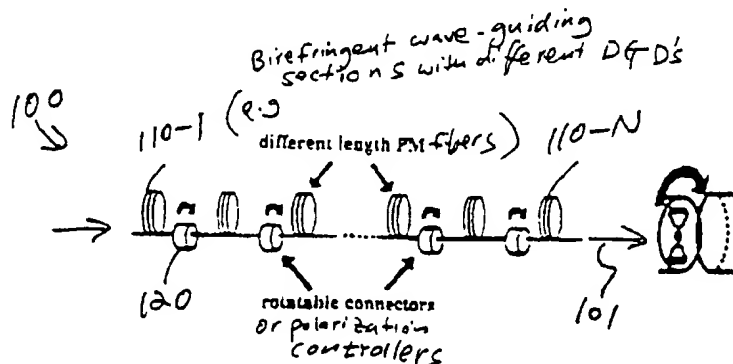 Birefringent wave-guiding
sections with different DGD's
100
110-1 (e.g
different length PM fibers)
110-N
120
rotatable connectors
or polarization
controllers
101